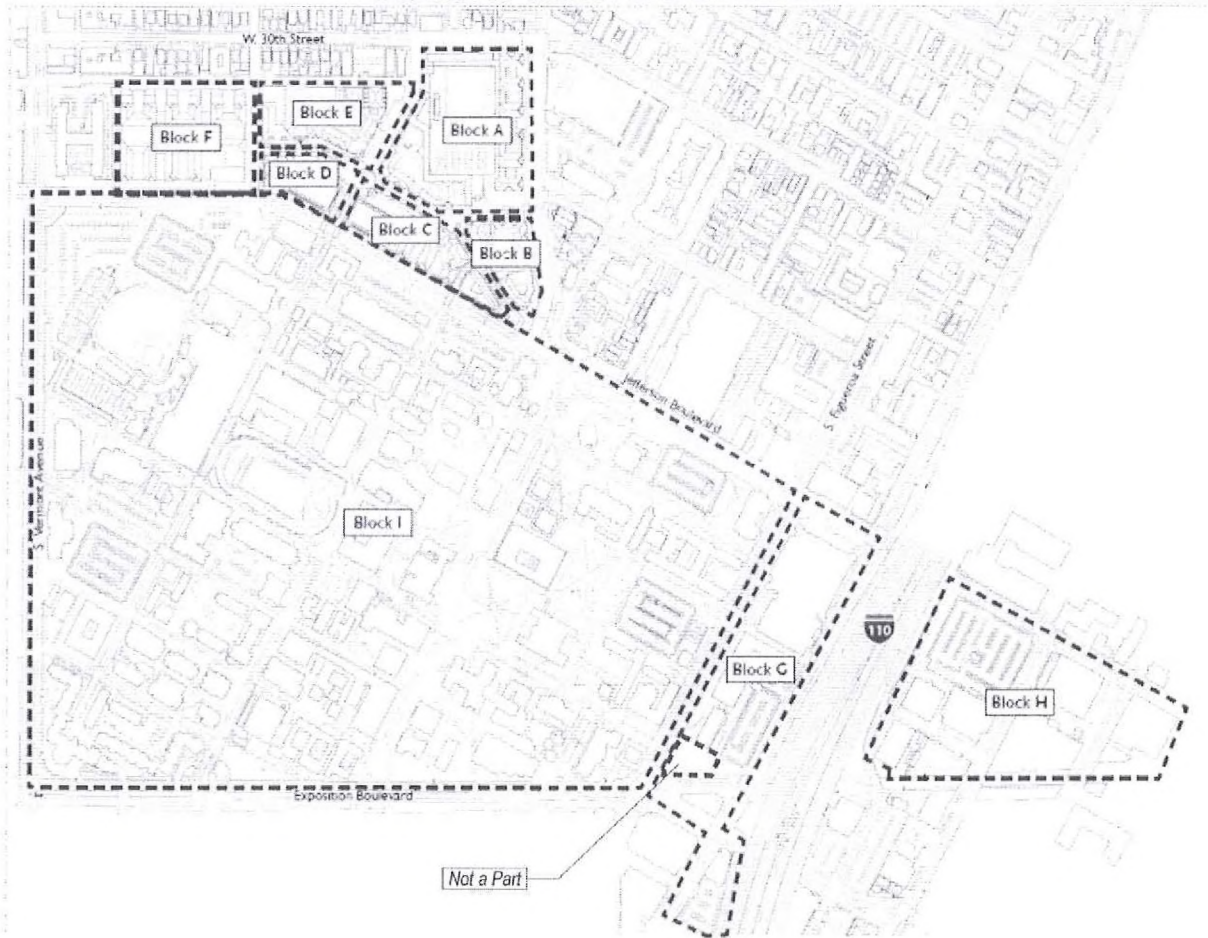 W. 30th Street
Block F
Block E
Block A
Block D
Block C
Block B
Jefferson Boulevard
S. Figueroa Street
S. Vermont Avenue
Block I
110
Block G
Block H
Exposition Boulevard
Not a Part